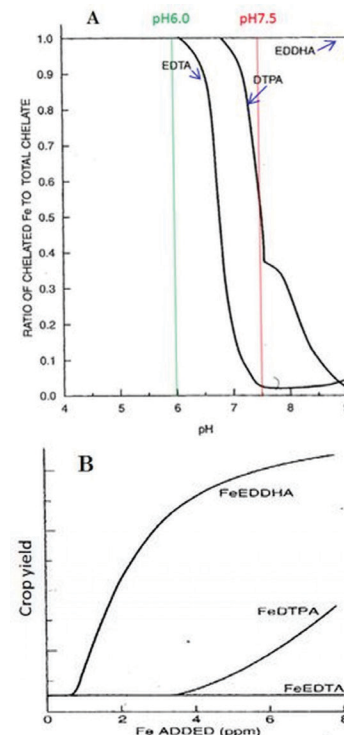 A
pH6.0
pH7.5
EDDHA
EDTA
DTPA
RATIO OF CHELATED Fe TO TOTAL CHELATE
1.0
0.9
0.8
0.7
0.6
0.5
0.4
0.3
0.2
0.1
0.0
4
5
6
7
8
9
pH
B
FeEDDHA
FeDTPA
FeEDTA
Crop yield
0
2
4
6
8
Fe ADDED (ppm)